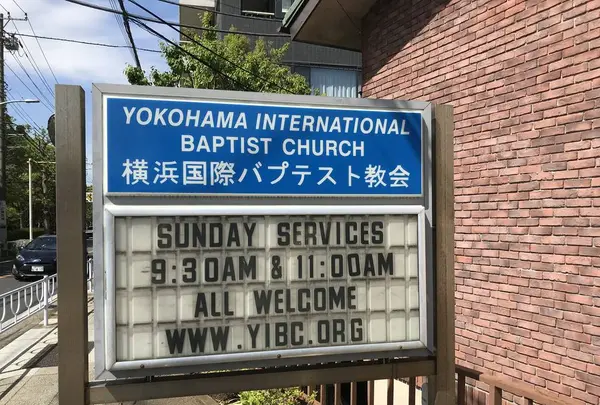 YOKOHAMA INTERNATIONAL
BAPTIST CHURCH
横浜国際バプテスト教会
SUNDAY SERVICES
9:30AM & 11:00AM
ALL WELCOME
WWW.YIBC.ORG